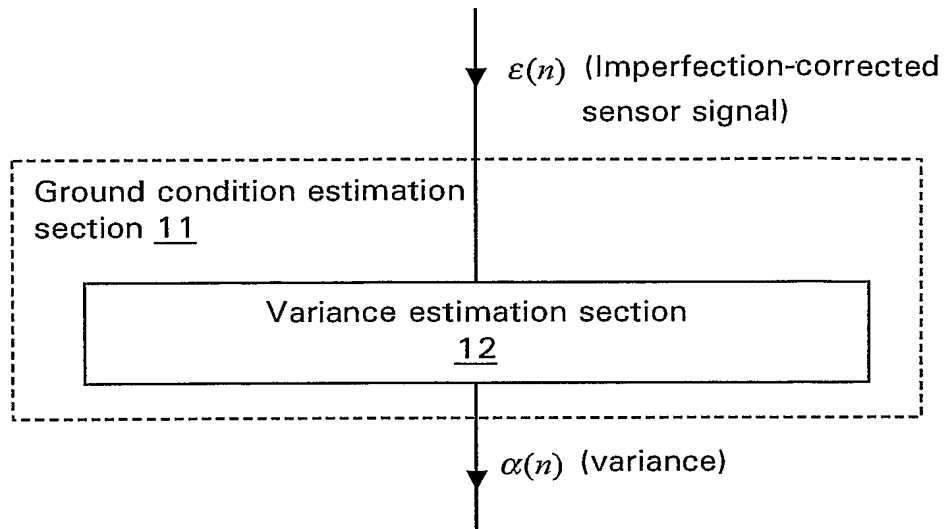 ε(n) (Imperfection-corrected
sensor signal)
Ground condition estimation
section 11
Variance estimation section
12
α(n) (variance)